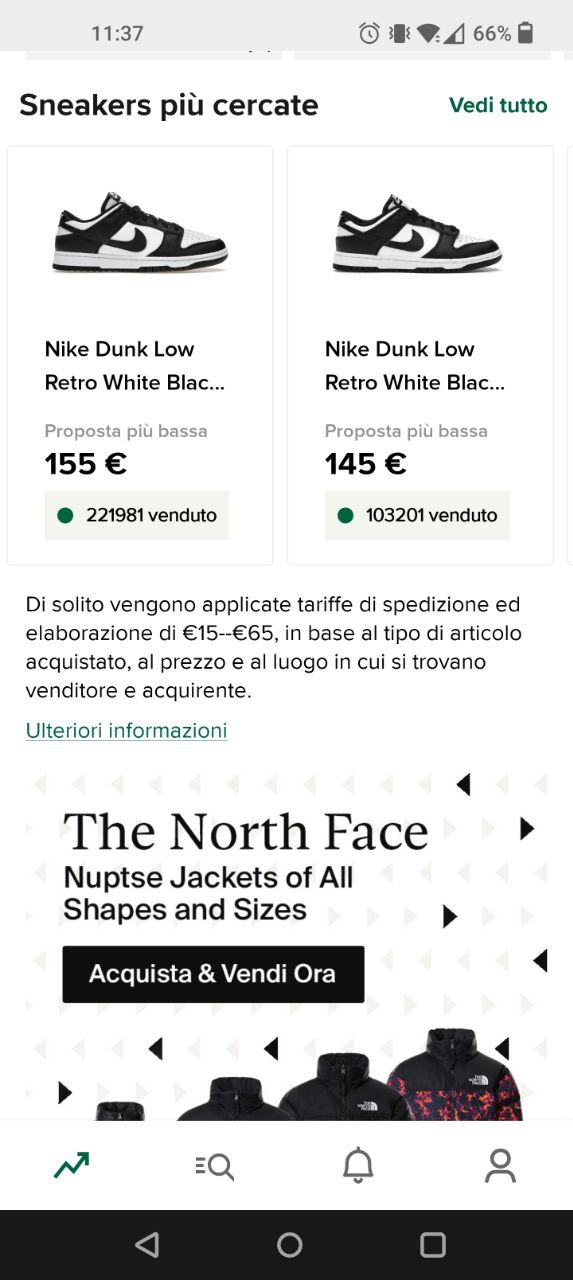 11:37
66%
Sneakers più cercate
Vedi tutto
Nike Dunk Low
Retro White Blac...
Proposta più bassa
155 €
221981 venduto
Nike Dunk Low
Retro White Blac...
Proposta più bassa
145 €
103201 venduto
Di solito vengono applicate tariffe di spedizione ed
elaborazione di €15--€65, in base al tipo di articolo
acquistato, al prezzo e al luogo in cui si trovano
venditore e acquirente.
Ulteriori informazioni
The North Face
Nuptse Jackets of All
Shapes and Sizes
Acquista & Vendi Ora